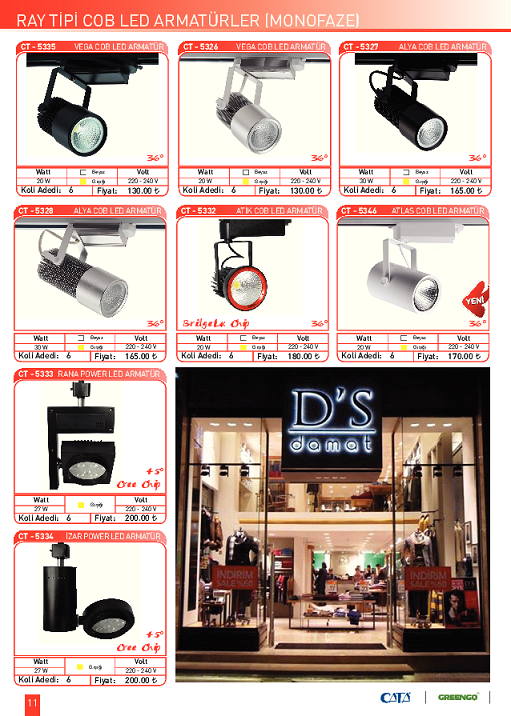 RAY TİPİ COB LED ARMATÜRLER (MONOFAZE)
CT - 5335 VEGA COB LED ARMATÜR
36°
Watt Beyaz Volt
20 W Günışığı 220 - 240 V
Koli Adedi: 6 Fiyat: 130.00 ₺
CT - 5326 VEGA COB LED ARMATÜR
36°
Watt Beyaz Volt
20 W Günışığı 220 - 240 V
Koli Adedi: 6 Fiyat: 130.00 ₺
CT - 5327 ALYA COB LED ARMATÜR
36°
Watt Beyaz Volt
30 W Günışığı 220 - 240 V
Koli Adedi: 6 Fiyat: 165.00 ₺
CT - 5328 ALYA COB LED ARMATÜR
36°
Watt Beyaz Volt
30 W Günışığı 220 - 240 V
Koli Adedi: 6 Fiyat: 165.00 ₺
CT - 5332 ATİK COB LED ARMATÜR
Bridgelux Chip 36°
Watt Beyaz Volt
20 W Günışığı 220 - 240 V
Koli Adedi: 6 Fiyat: 180.00 ₺
CT - 5346 ATLAS COB LED ARMATÜR
YENİ
36°
Watt Beyaz Volt
20 W Günışığı 220 - 240 V
Koli Adedi: 6 Fiyat: 170.00 ₺
CT - 5333 RANA POWER LED ARMATÜR
45°
Cree Chip
Watt Volt
27 W Günışığı 220 - 240 V
Koli Adedi: 6 Fiyat: 200.00 ₺
CT - 5334 İZAR POWER LED ARMATÜR
45°
Cree Chip
Watt Volt
27 W Günışığı 220 - 240 V
Koli Adedi: 6 Fiyat: 200.00 ₺
D'S
damat
İNDİRİM
SALE %60
İNDİRİM
SALE %60
11
CATA
GREENGO